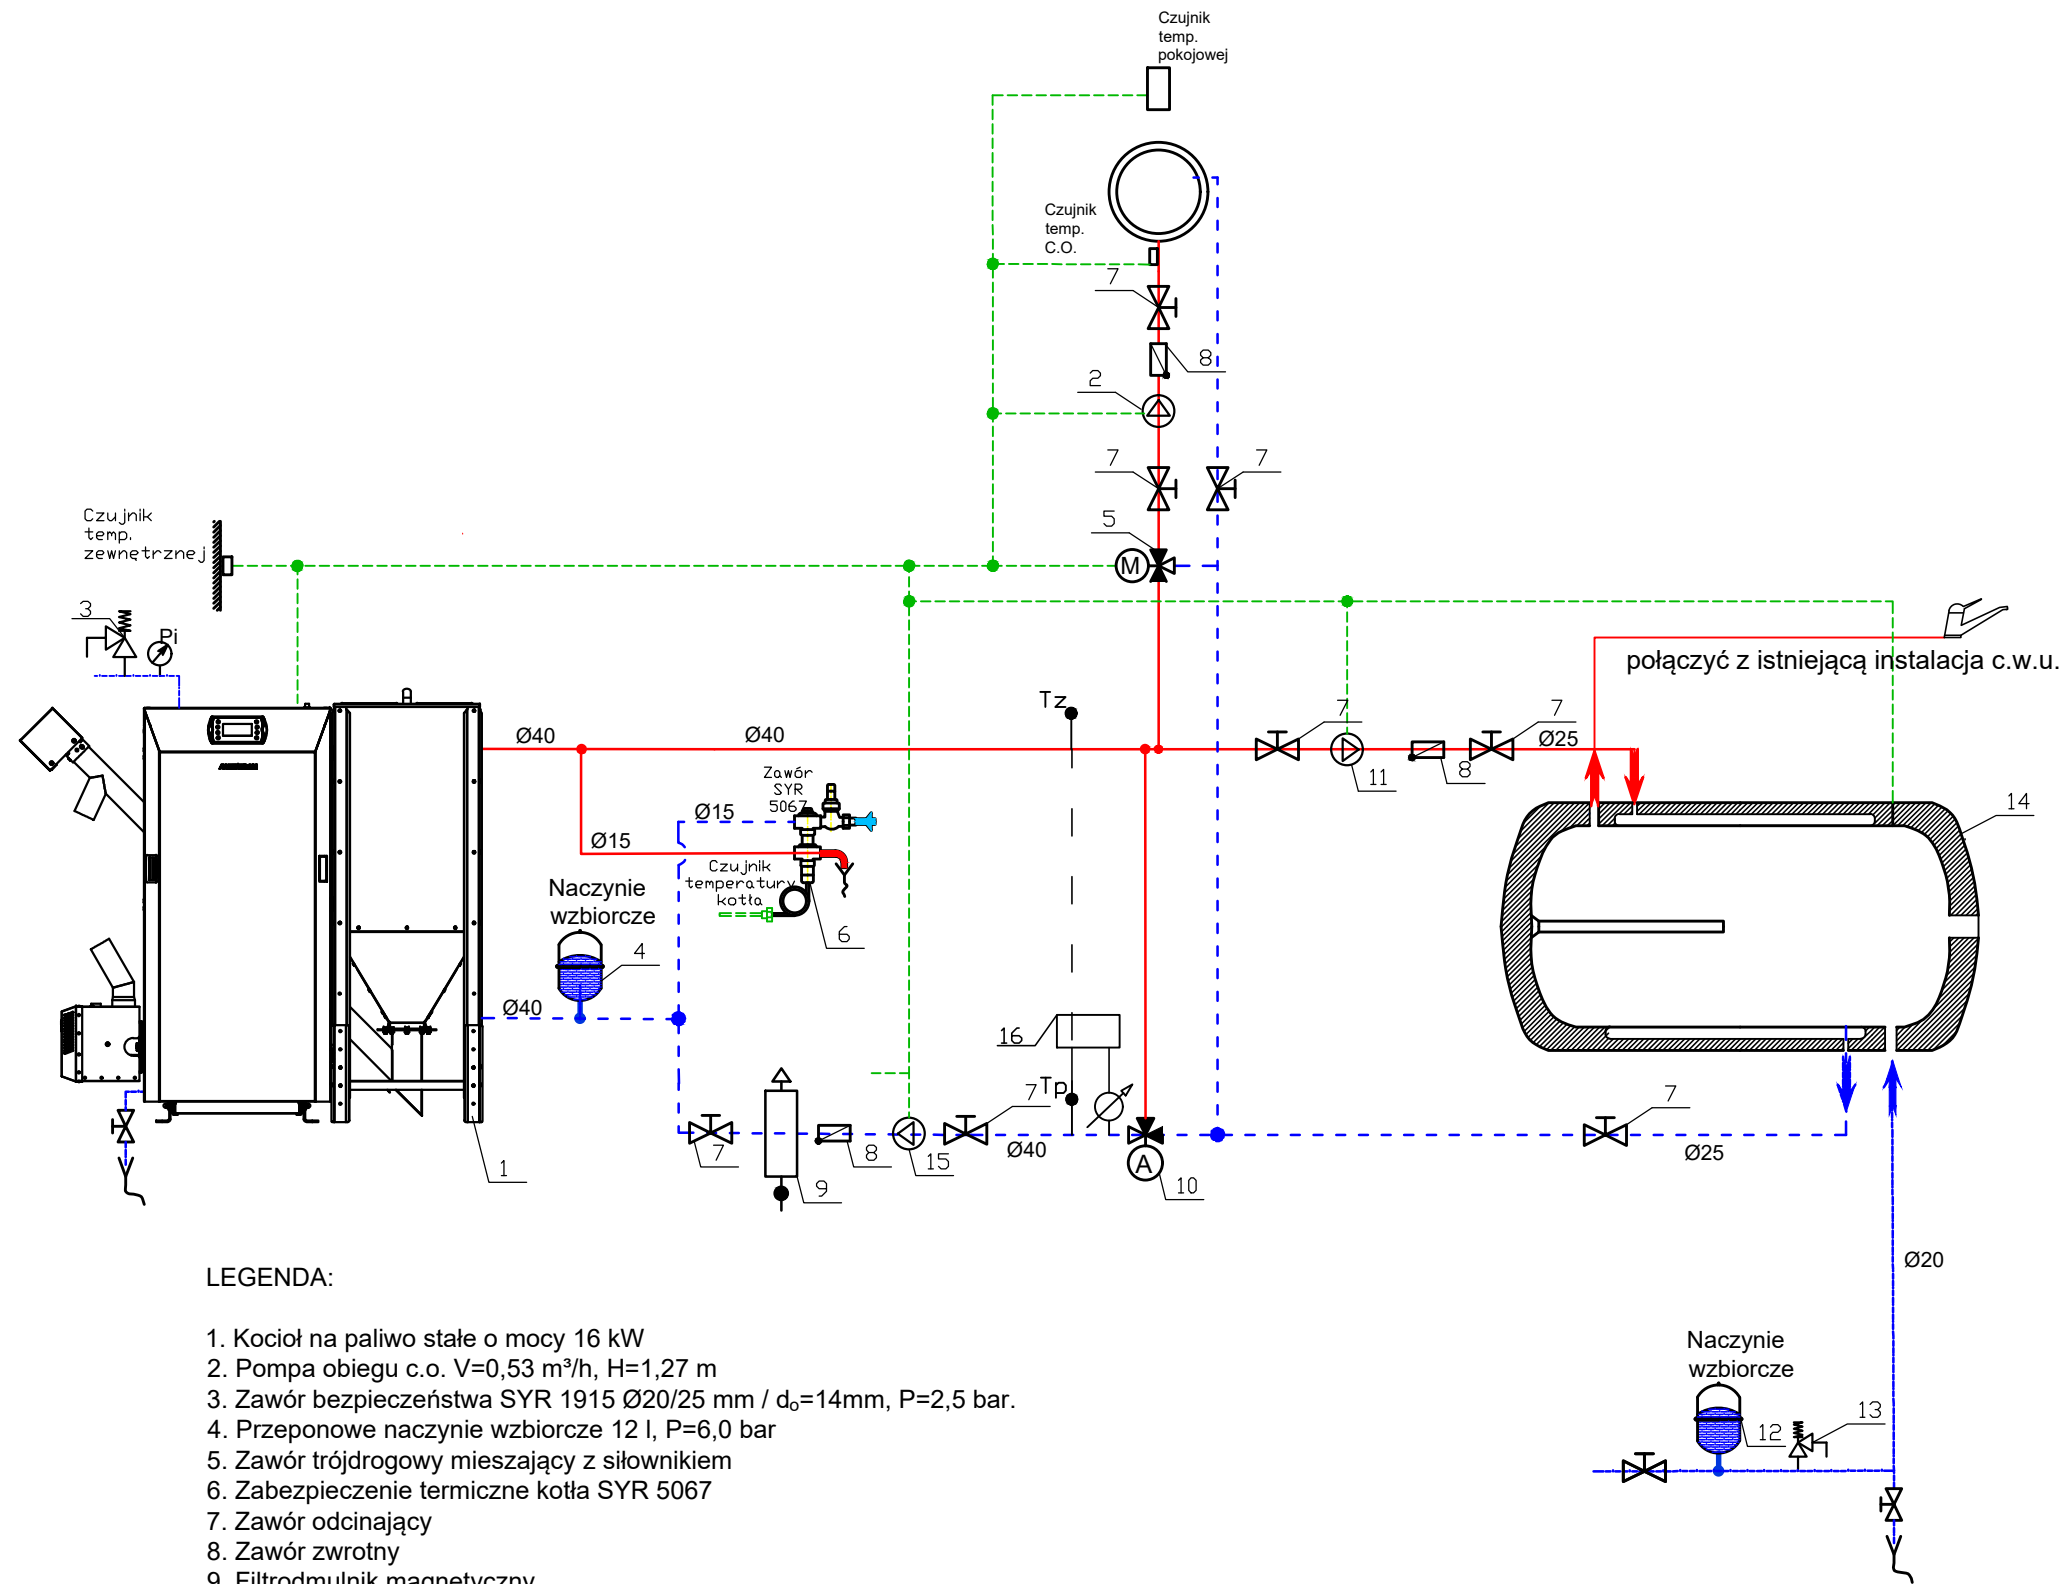 Czujnik
temp.
pokojowej
Czujnik
temp.
C.O.
7
8
2
7
7
5
M
Czujnik
temp.
zewnętrznej
3
Pi
połączyć z istniejącą instalacja c.w.u.
Tz
7
7
Ø40
Ø40
Ø25
11
8
Zawór
SYR
5067
Ø15
Ø15
14
Czujnik
temperatury
kotła
Naczynie
wzbiorcze
6
4
Ø40
16
Tp
7
7
Ø40
7
8
15
9
A
10
1
Ø25
Ø20
LEGENDA:
1. Kocioł na paliwo stałe o mocy 16 kW
2. Pompa obiegu c.o. V=0,53 m³/h, H=1,27 m
3. Zawór bezpieczeństwa SYR 1915 Ø20/25 mm / dₒ=14mm, P=2,5 bar.
4. Przeponowe naczynie wzbiorcze 12 l, P=6,0 bar
5. Zawór trójdrogowy mieszający z siłownikiem
6. Zabezpieczenie termiczne kotła SYR 5067
7. Zawór odcinający
8. Zawór zwrotny
9. Filtrodmulnik magnetyczny
Naczynie
wzbiorcze
12
13